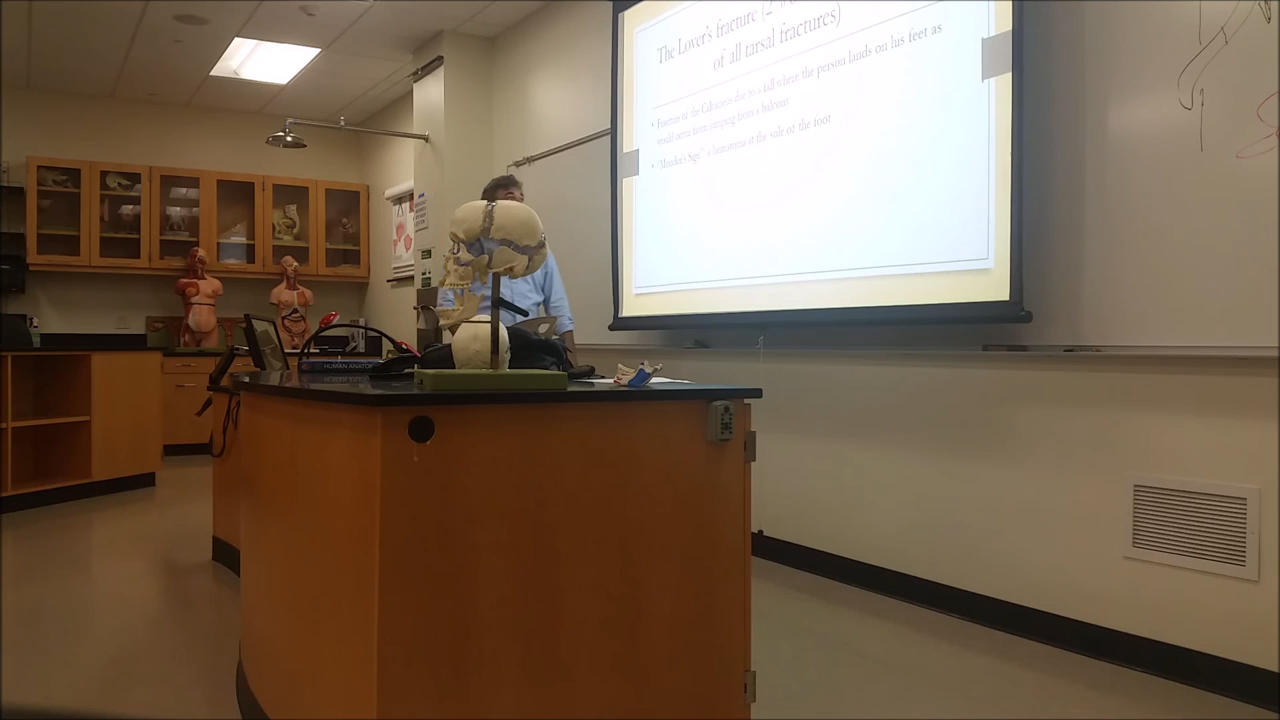 The Lover's fracture (2
of all tarsal fractures)
• Fracture of the Calcaneus due to a fall where the person lands on his feet as
would occur from jumping from a balcony
• "Mondor's Sign": a hematoma at the sole of the foot
HUMAN ANATOMY